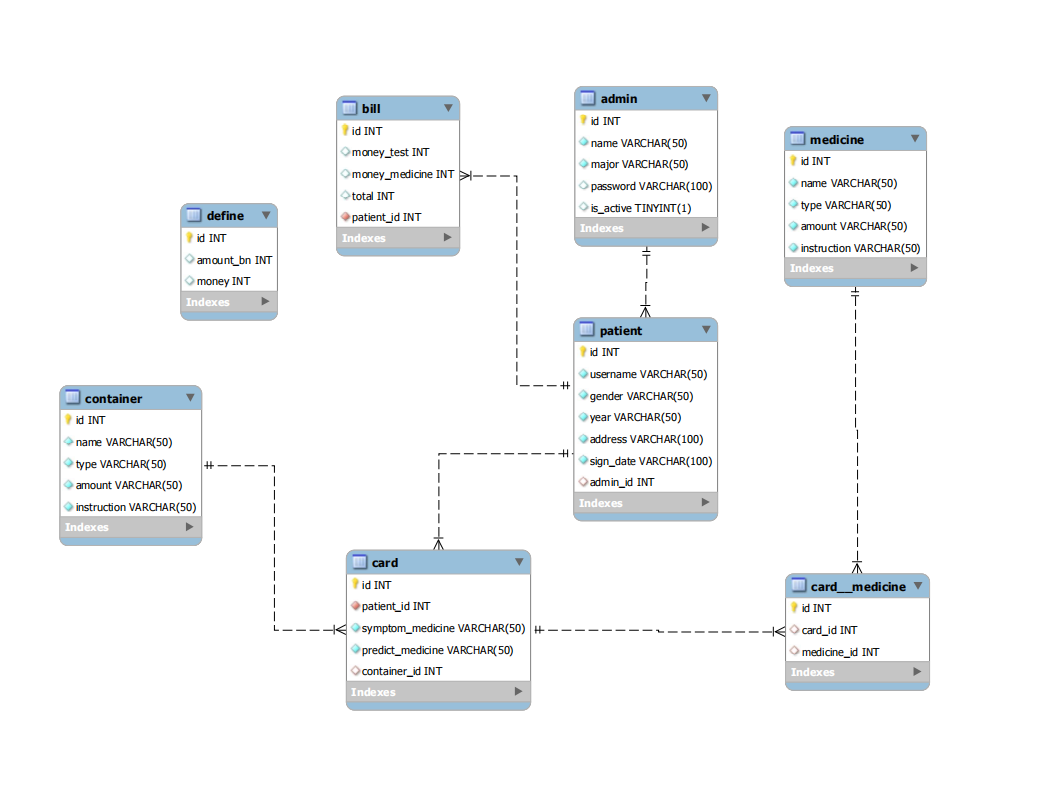 bill
id INT
money_test INT
money_medicine INT
total INT
patient_id INT
Indexes
admin
id INT
name VARCHAR(50)
major VARCHAR(50)
password VARCHAR(100)
is_active TINYINT(1)
Indexes
medicine
id INT
name VARCHAR(50)
type VARCHAR(50)
amount VARCHAR(50)
instruction VARCHAR(50)
Indexes
define
id INT
amount_bn INT
money INT
Indexes
patient
id INT
username VARCHAR(50)
gender VARCHAR(50)
year VARCHAR(50)
address VARCHAR(100)
sign_date VARCHAR(100)
admin_id INT
Indexes
container
id INT
name VARCHAR(50)
type VARCHAR(50)
amount VARCHAR(50)
instruction VARCHAR(50)
Indexes
card
id INT
patient_id INT
symptom_medicine VARCHAR(50)
predict_medicine VARCHAR(50)
container_id INT
Indexes
card__medicine
id INT
card_id INT
medicine_id INT
Indexes